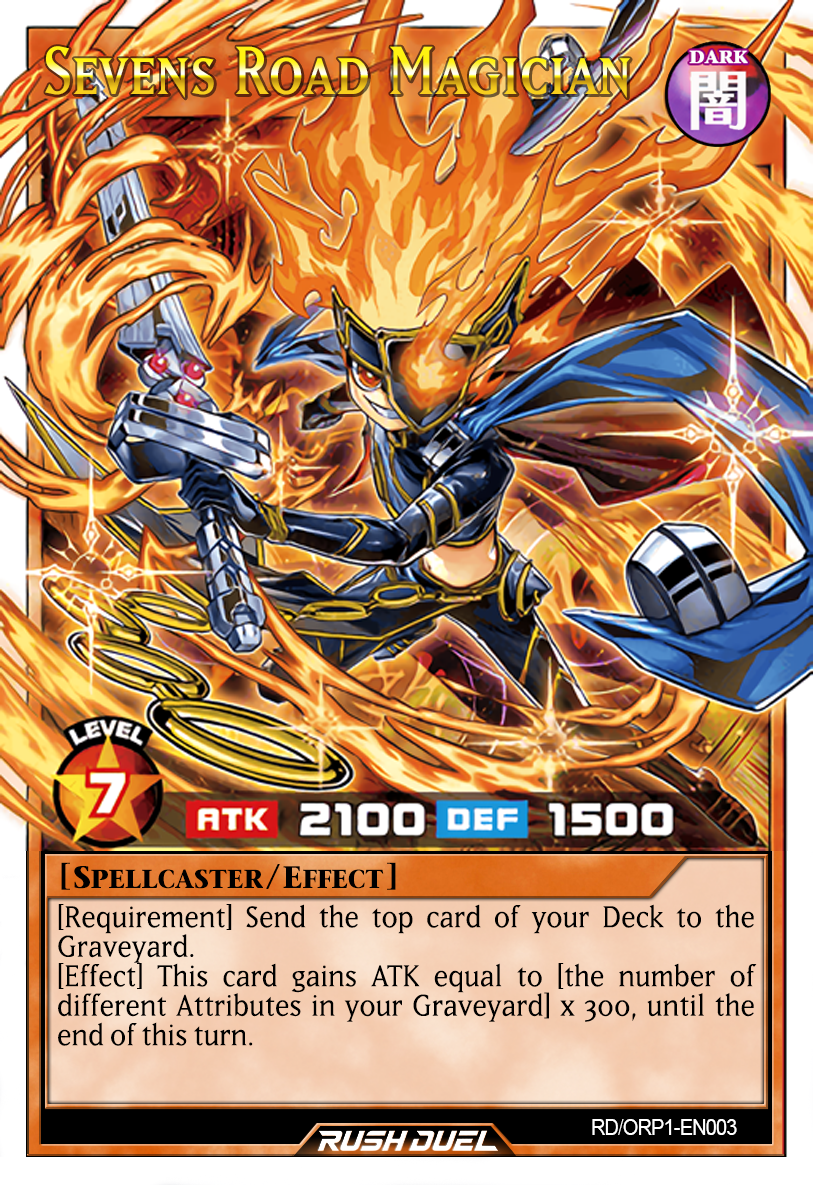 Sevens Road Magician
DARK
闇
LEVEL
7
ATK 2100 DEF 1500
[Spellcaster/Effect]
[Requirement] Send the top card of your Deck to the
Graveyard.
[Effect] This card gains ATK equal to [the number of
different Attributes in your Graveyard] x 300, until the
end of this turn.
RD/ORP1-EN003
RUSH DUEL